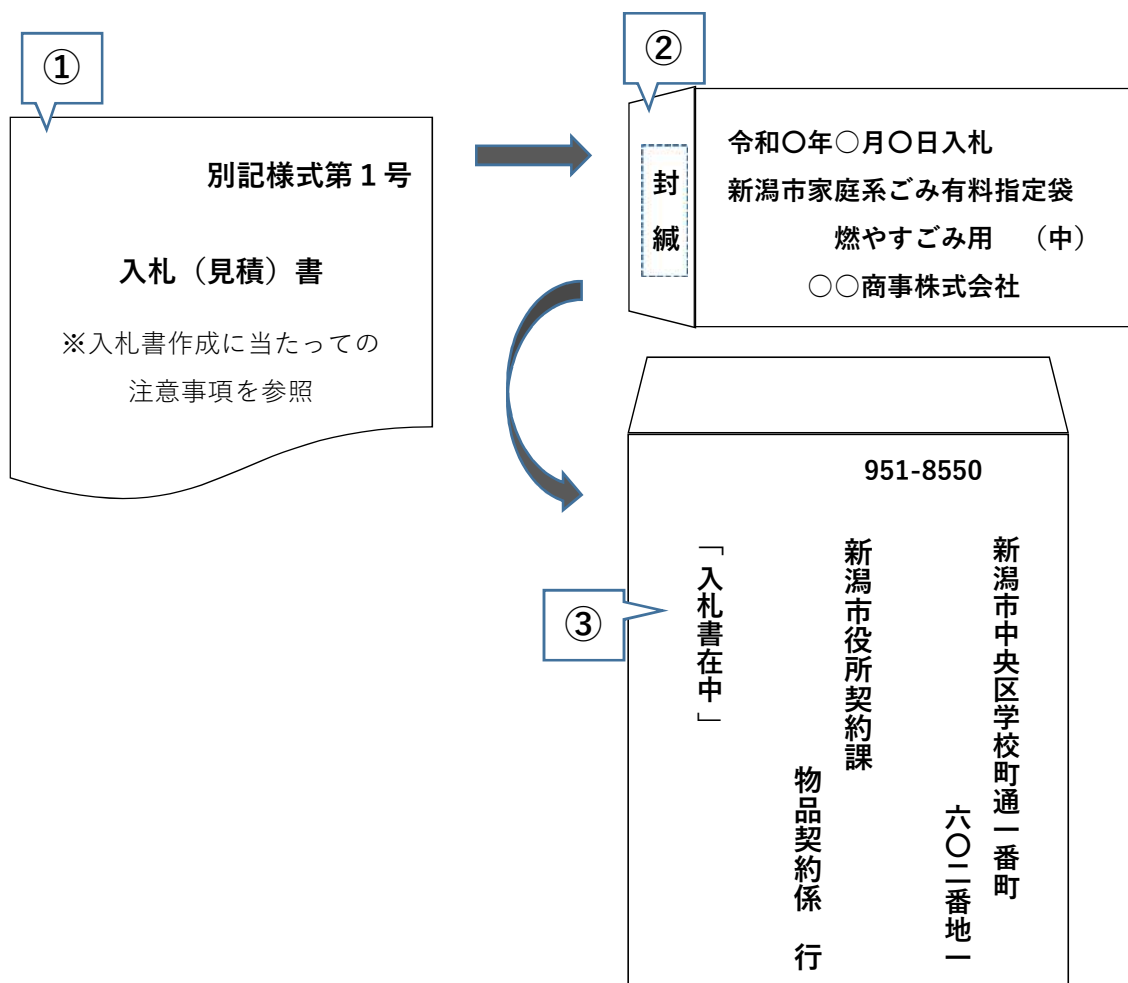 ①
別記様式第１号
入札（見積）書
※入札書作成に当たっての
注意事項を参照
②
封緘
令和〇年○月〇日入札
新潟市家庭系ごみ有料指定袋
燃やすごみ用　（中）
○○商事株式会社
③
951-8550
新潟市中央区学校町通一番町
六〇二番地一
新潟市役所契約課
物品契約係　行
「入札書在中」